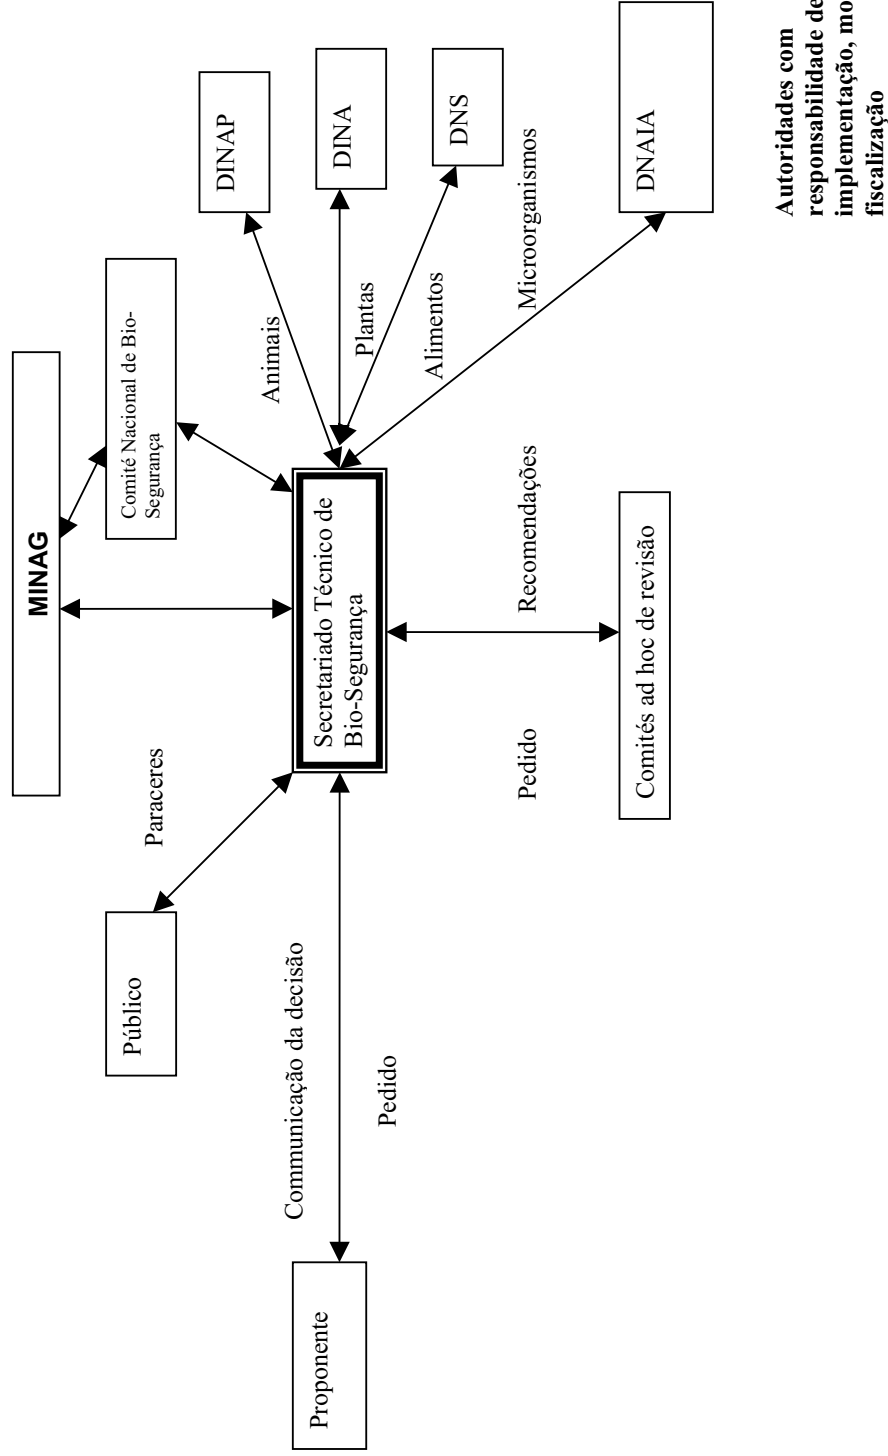 MINAG
Público
Comité Nacional de Bio-
Segurança
Paraceres
DINAP
Animais
Communicação da decisão
Proponente
Secretariado Técnico de
Bio-Segurança
DINA
Plantas
Pedido
Alimentos
DNS
Pedido
Recomendações
Microorganismos
Comités ad hoc de revisão
DNAIA
Autoridades com
responsabilidade de
implementação, mo
fiscalização